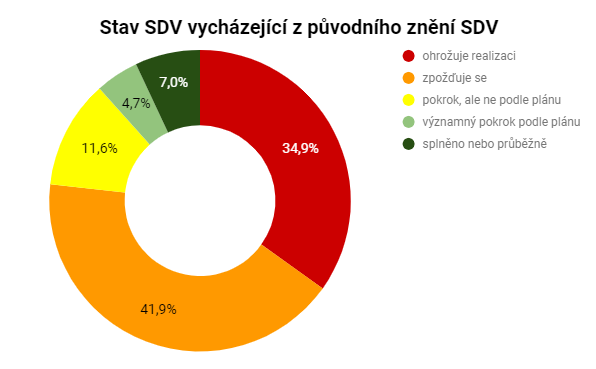 Stav SDV vycházející z původního znění SDV
ohrožuje realizaci
zpožďuje se
pokrok, ale ne podle plánu
významný pokrok podle plánu
splněno nebo průběžně
7,0%
4,7%
11,6%
34,9%
41,9%